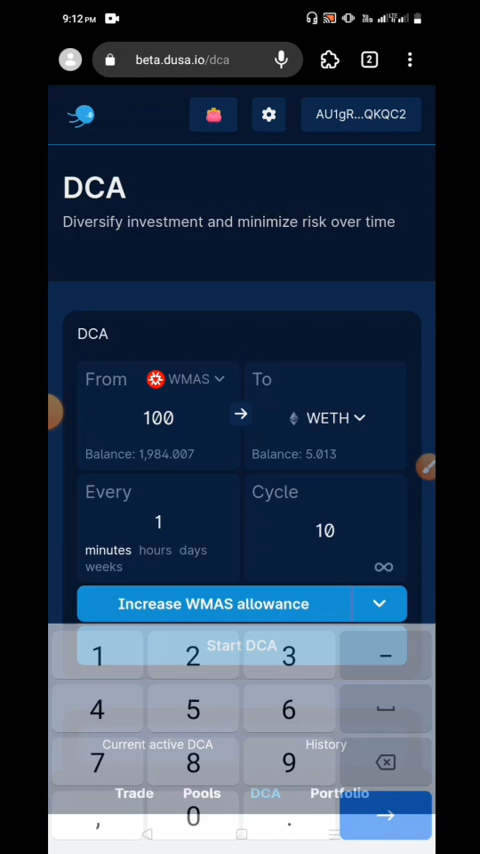 9:12 PM
beta.dusa.io/dca
2
AU1gR...QKQC2
DCA
Diversify investment and minimize risk over time
DCA
From WMAS To
100 WETH
Balance: 1,984.007 Balance: 5.013
Every Cycle
1 10
minutes hours days
weeks
∞
Increase WMAS allowance
Start DCA
1 2 3 −
4 5 6
Current active DCA History
7 8 9
Trade Pools DCA Portfolio
, 0 .